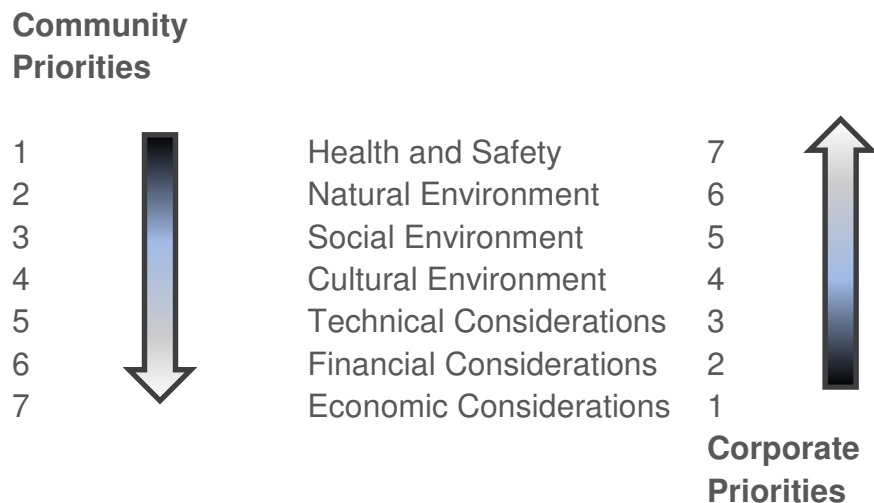 Community
Priorities
1 Health and Safety 7
2 Natural Environment 6
3 Social Environment 5
4 Cultural Environment 4
5 Technical Considerations 3
6 Financial Considerations 2
7 Economic Considerations 1
Corporate
Priorities